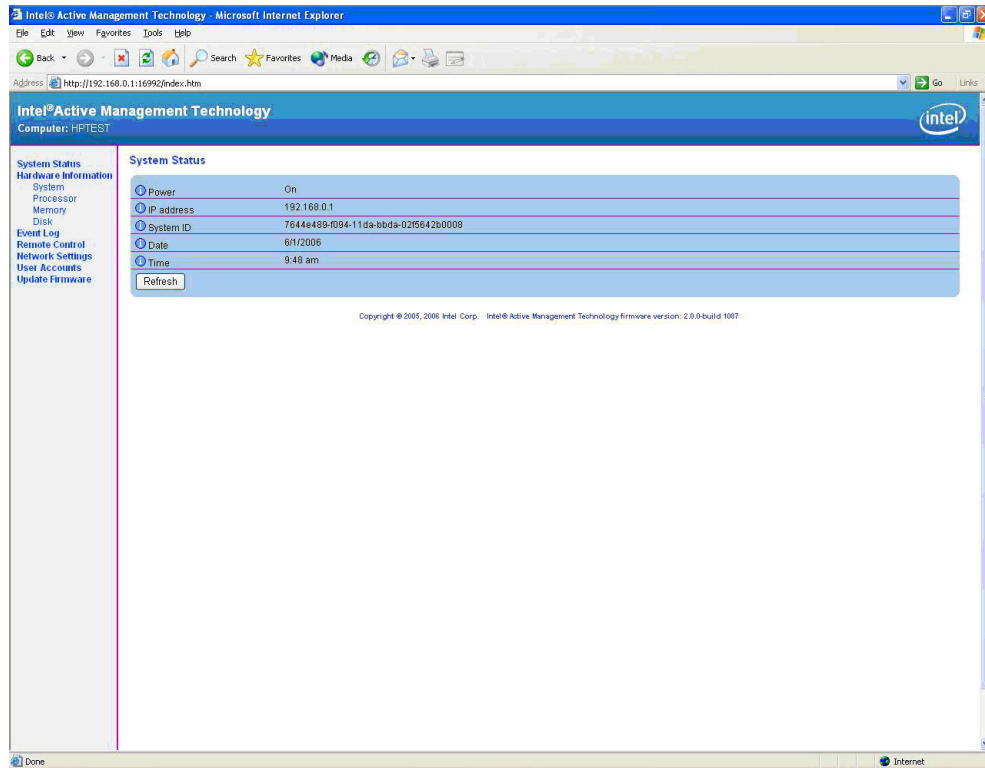 Intel® Active Management Technology - Microsoft Internet Explorer
File Edit View Favorites Tools Help
Back Search Favorites Media
Address http://192.168.0.1:16992/index.htm Go Links
Intel®Active Management Technology
Computer: HPTEST
intel
System Status
Hardware Information
System
Processor
Memory
Disk
Event Log
Remote Control
Network Settings
User Accounts
Update Firmware
System Status
Power On
IP address 192.168.0.1
System ID 7644e489-f094-11da-bbda-02f5642b0008
Date 6/1/2006
Time 9:48 am
Refresh
Copyright © 2005, 2006 Intel Corp. Intel® Active Management Technology firmware version: 2.0.0-build 1087
Done Internet